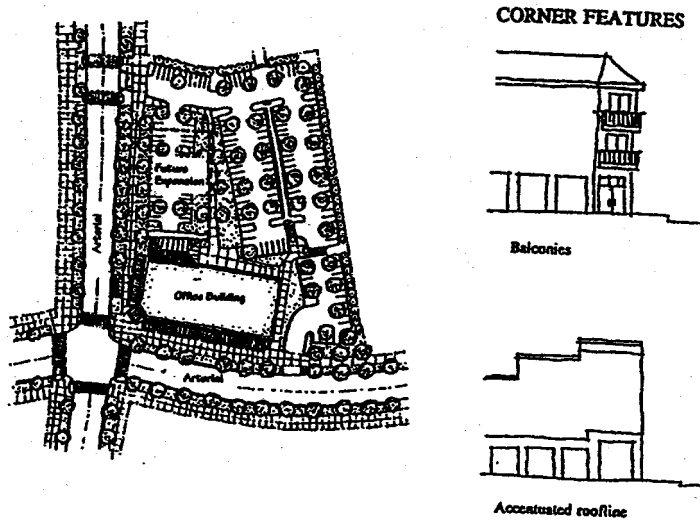 CORNER FEATURES
Future
Expansion
Arterial
Office Building
Arterial
Balconies
Accentuated roofline